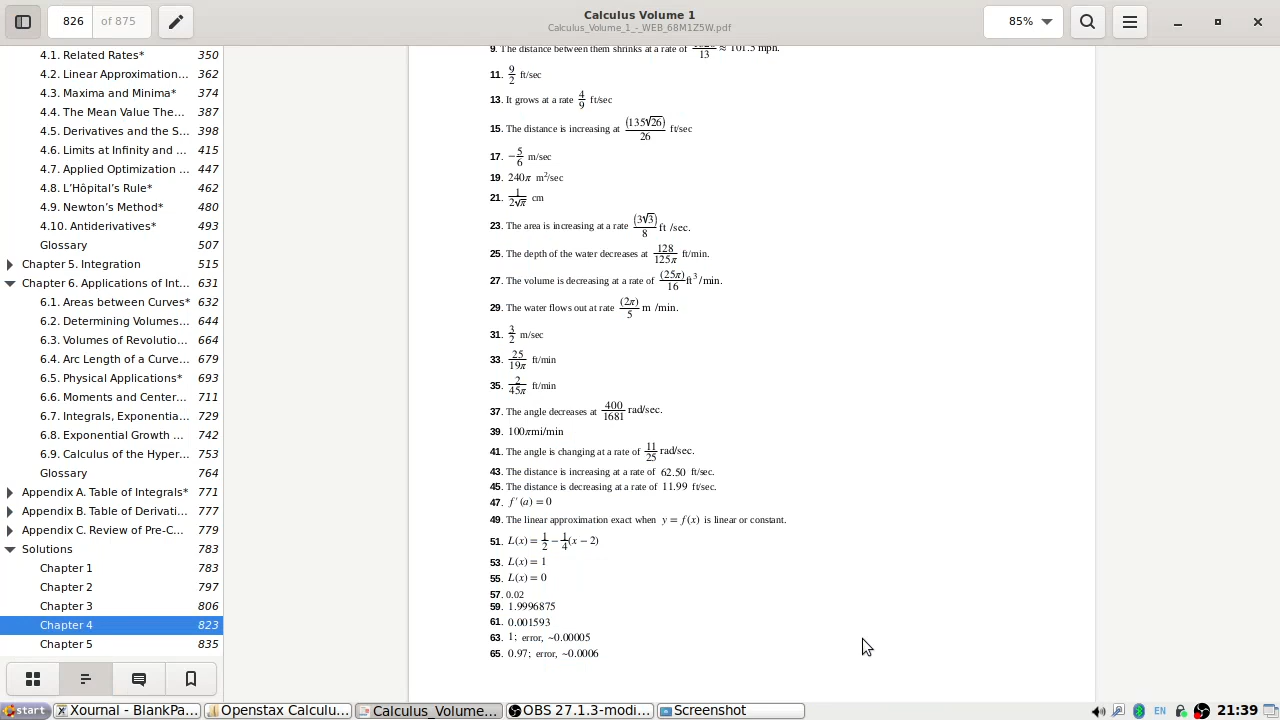 826 of 875
Calculus Volume 1
Calculus_Volume_1_-_WEB_68M1Z5W.pdf
85%
4.1. Related Rates* 350
4.2. Linear Approximation... 362
4.3. Maxima and Minima* 374
4.4. The Mean Value The... 387
4.5. Derivatives and the S... 398
4.6. Limits at Infinity and ... 415
4.7. Applied Optimization ... 447
4.8. L'Hôpital's Rule* 462
4.9. Newton's Method* 480
4.10. Antiderivatives* 493
Glossary 507
Chapter 5. Integration 515
Chapter 6. Applications of Int... 631
6.1. Areas between Curves* 632
6.2. Determining Volumes... 644
6.3. Volumes of Revolutio... 664
6.4. Arc Length of a Curve... 679
6.5. Physical Applications* 693
6.6. Moments and Center... 711
6.7. Integrals, Exponentia... 729
6.8. Exponential Growth ... 742
6.9. Calculus of the Hyper... 753
Glossary 764
Appendix A. Table of Integrals* 771
Appendix B. Table of Derivati... 777
Appendix C. Review of Pre-C... 779
Solutions 783
Chapter 1 783
Chapter 2 797
Chapter 3 806
Chapter 4 823
Chapter 5 835
9. The distance between them shrinks at a rate of /13 ≈ 101.5 mph.
11. 9/2 ft/sec
13. It grows at a rate 4/9 ft/sec
15. The distance is increasing at (135√26)/26 ft/sec
17. −5/6 m/sec
19. 240π m²/sec
21. 1/(2√π) cm
23. The area is increasing at a rate (3√3)/8 ft /sec.
25. The depth of the water decreases at 128/125π ft/min.
27. The volume is decreasing at a rate of (25π)/16 ft³/min.
29. The water flows out at rate (2π)/5 m /min.
31. 3/2 m/sec
33. 25/19π ft/min
35. 2/45π ft/min
37. The angle decreases at 400/1681 rad/sec.
39. 100πmi/min
41. The angle is changing at a rate of 11/25 rad/sec.
43. The distance is increasing at a rate of 62.50 ft/sec.
45. The distance is decreasing at a rate of 11.99 ft/sec.
47. f′(a) = 0
49. The linear approximation exact when y = f(x) is linear or constant.
51. L(x) = 1/2 − 1/4(x − 2)
53. L(x) = 1
55. L(x) = 0
57. 0.02
59. 1.9996875
61. 0.001593
63. 1; error, ~0.00005
65. 0.97; error, ~0.0006
start Xournal - BlankPa... Openstax Calculu... Calculus_Volume... OBS 27.1.3-modi... Screenshot EN 21:39